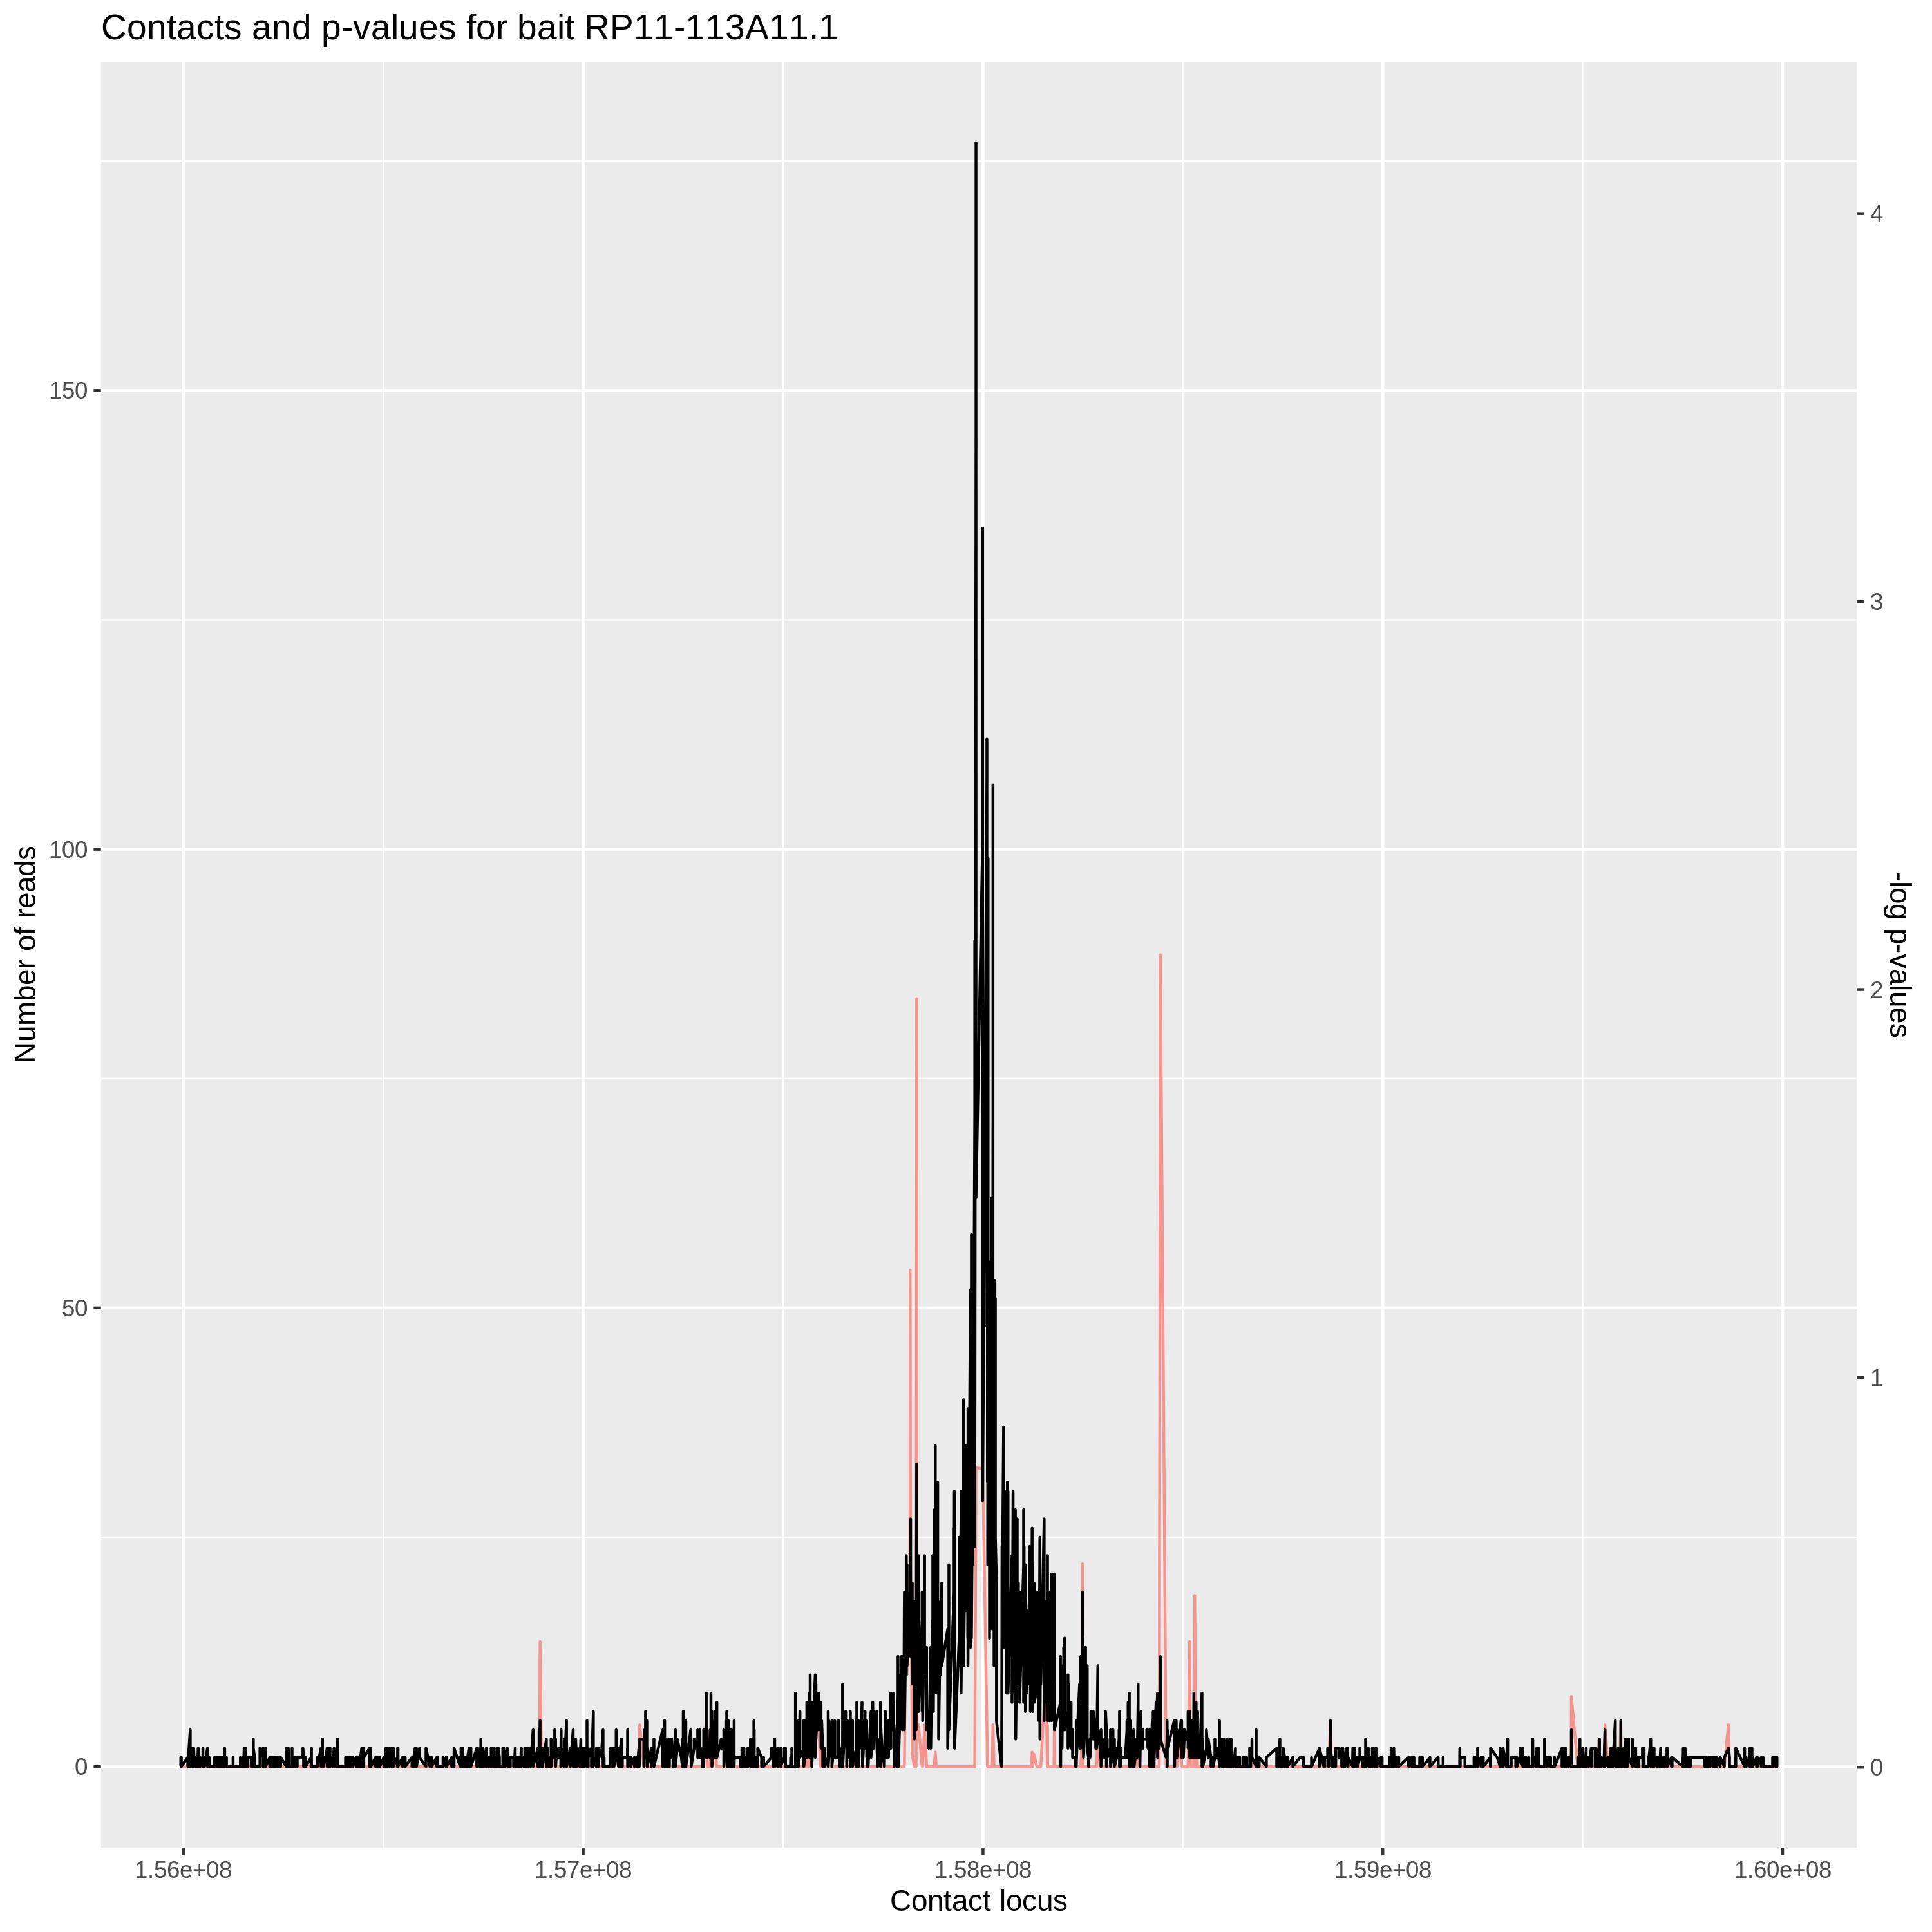 Contacts and p-values for bait RP11-113A11.1
Number of reads
150
100
50
0
4
3
2
1
0
-log p-values
1.56e+08
1.57e+08
1.58e+08
1.59e+08
1.60e+08
Contact locus